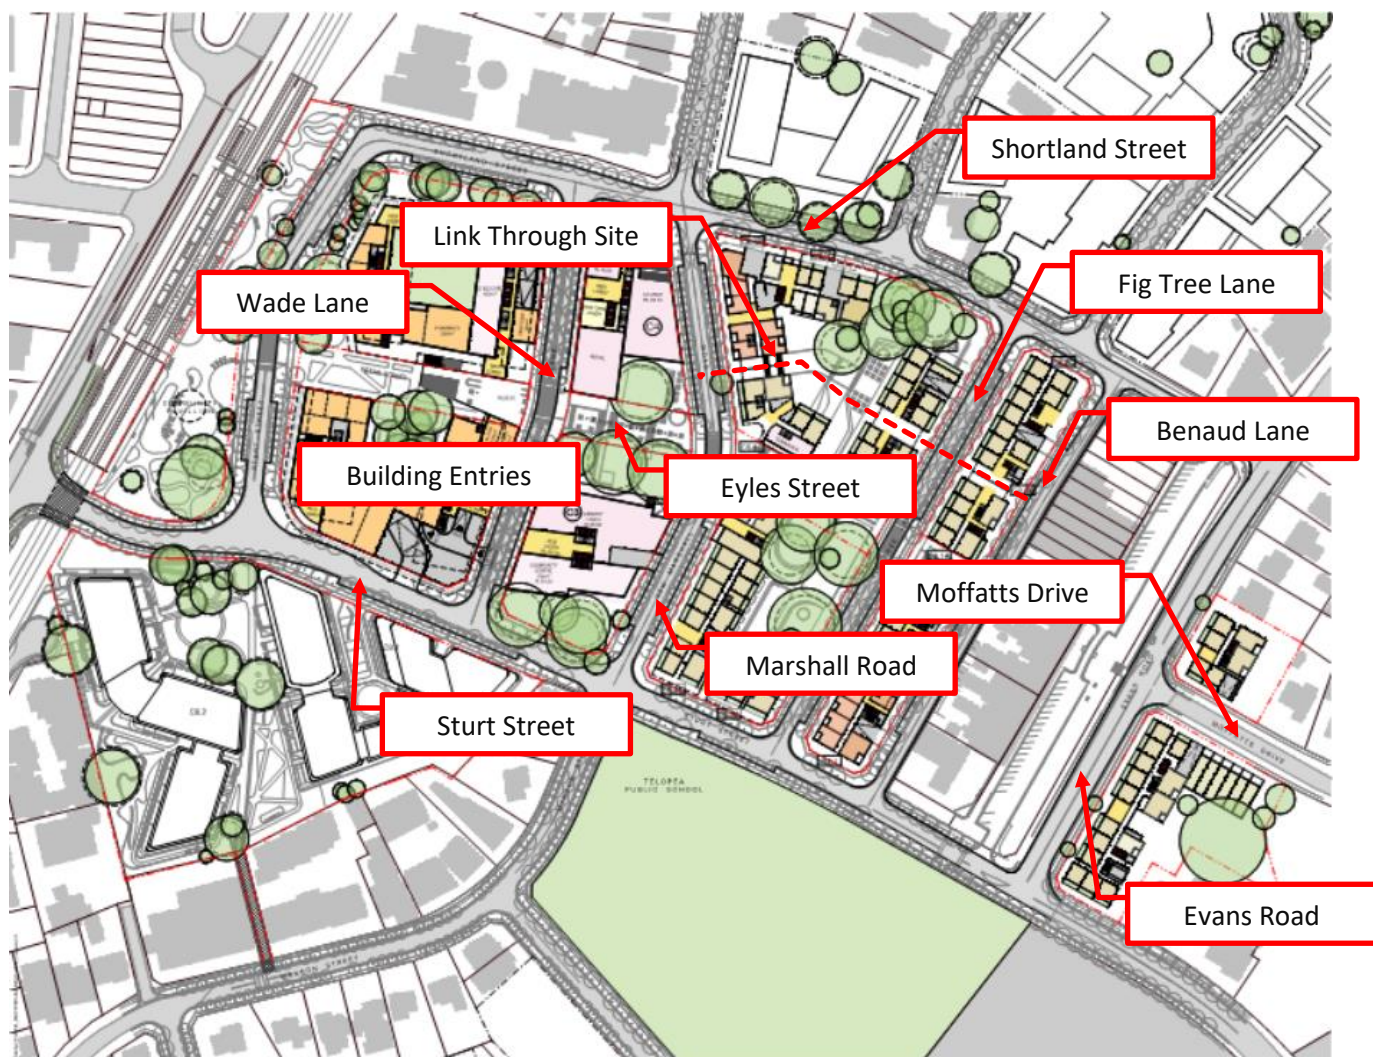 Shortland Street
Link Through Site
Fig Tree Lane
Wade Lane
Benaud Lane
Building Entries
Eyles Street
Moffatts Drive
Marshall Road
Sturt Street
TELOPEA
PUBLIC SCHOOL
Evans Road